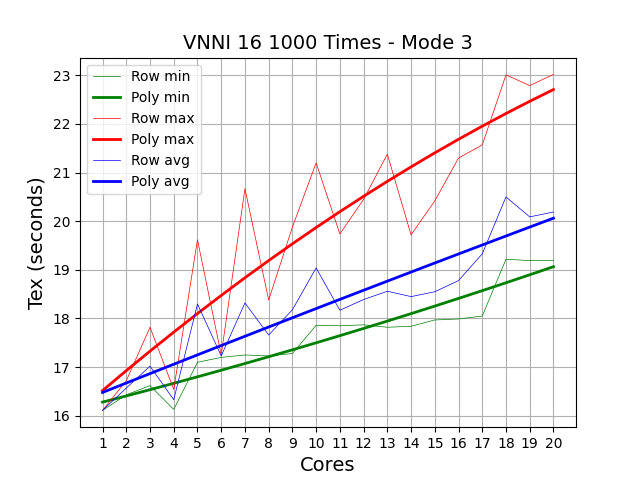 VNNI 16 1000 Times - Mode 3
Tex (seconds)
23
22
21
20
19
18
17
16
Row min
Poly min
Row max
Poly max
Row avg
Poly avg
1 2 3 4 5 6 7 8 9 10 11 12 13 14 15 16 17 18 19 20
Cores